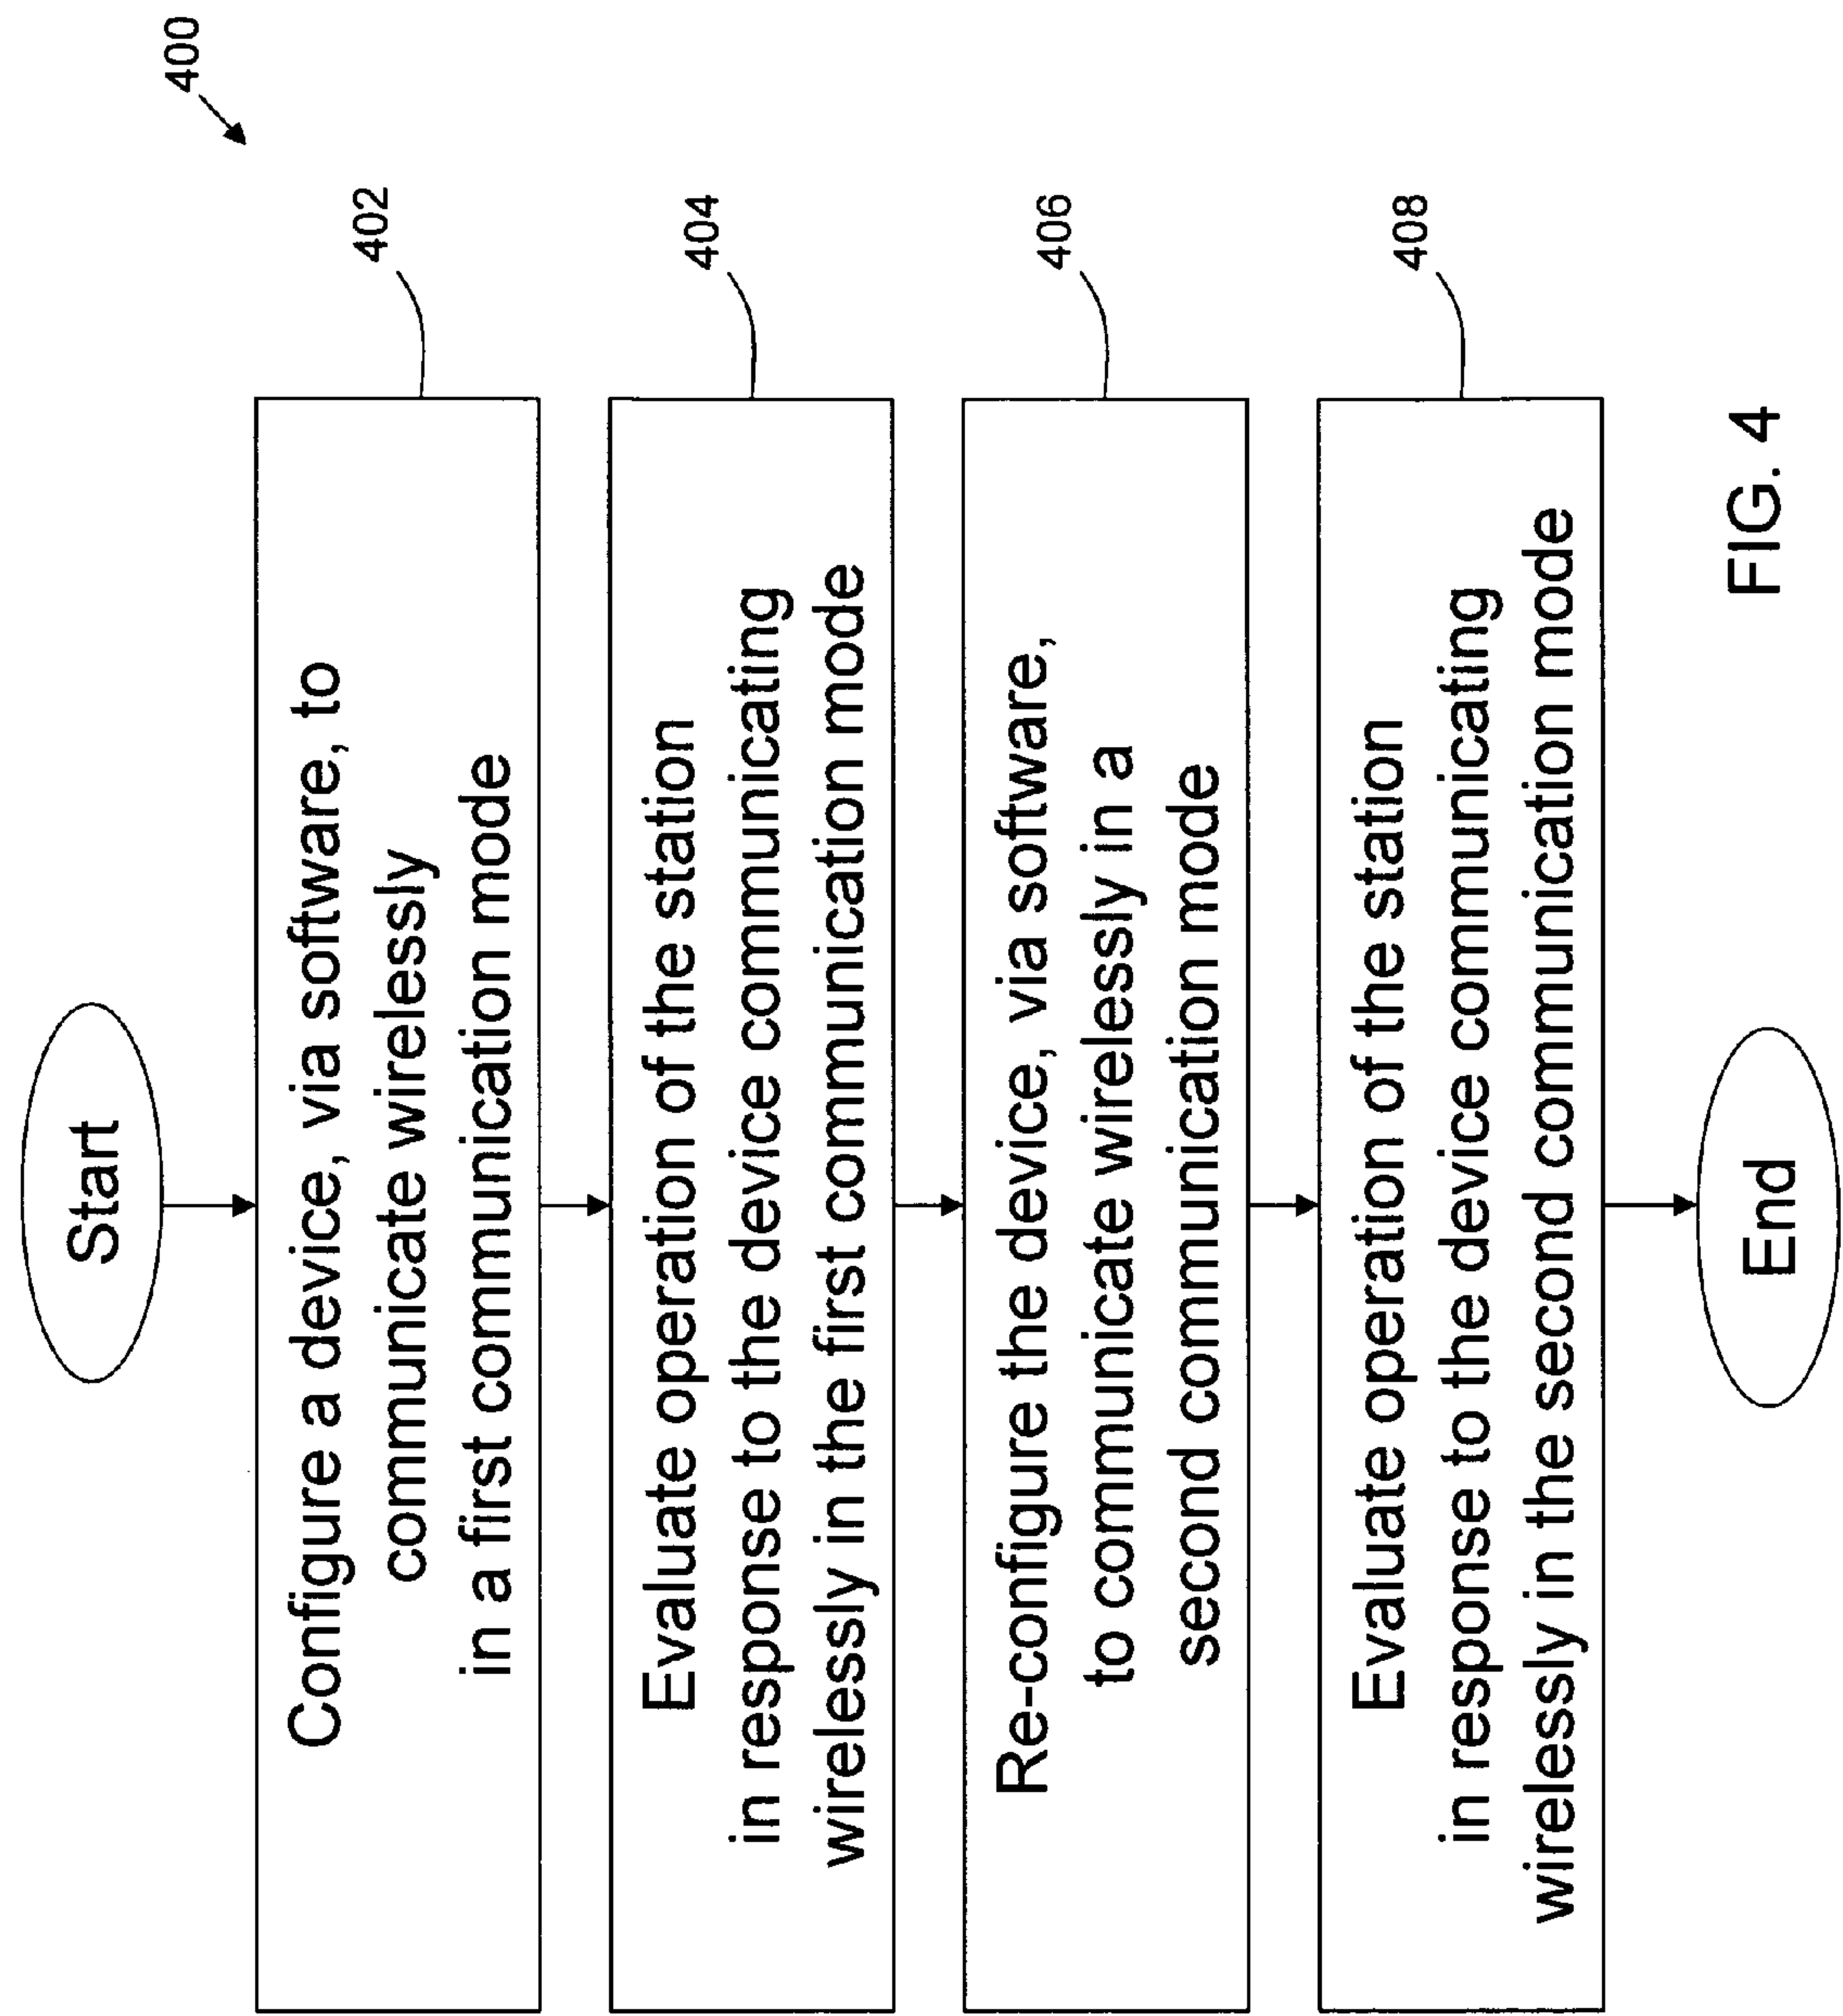 400
Start
Configure a device, via software, to
communicate wirelessly
in a first communication mode
402
Evaluate operation of the station
in response to the device communicating
wirelessly in the first communication mode
404
Re-configure the device, via software,
to communicate wirelessly in a
second communication mode
406
Evaluate operation of the station
in response to the device communicating
wirelessly in the second communication mode
408
End
FIG. 4